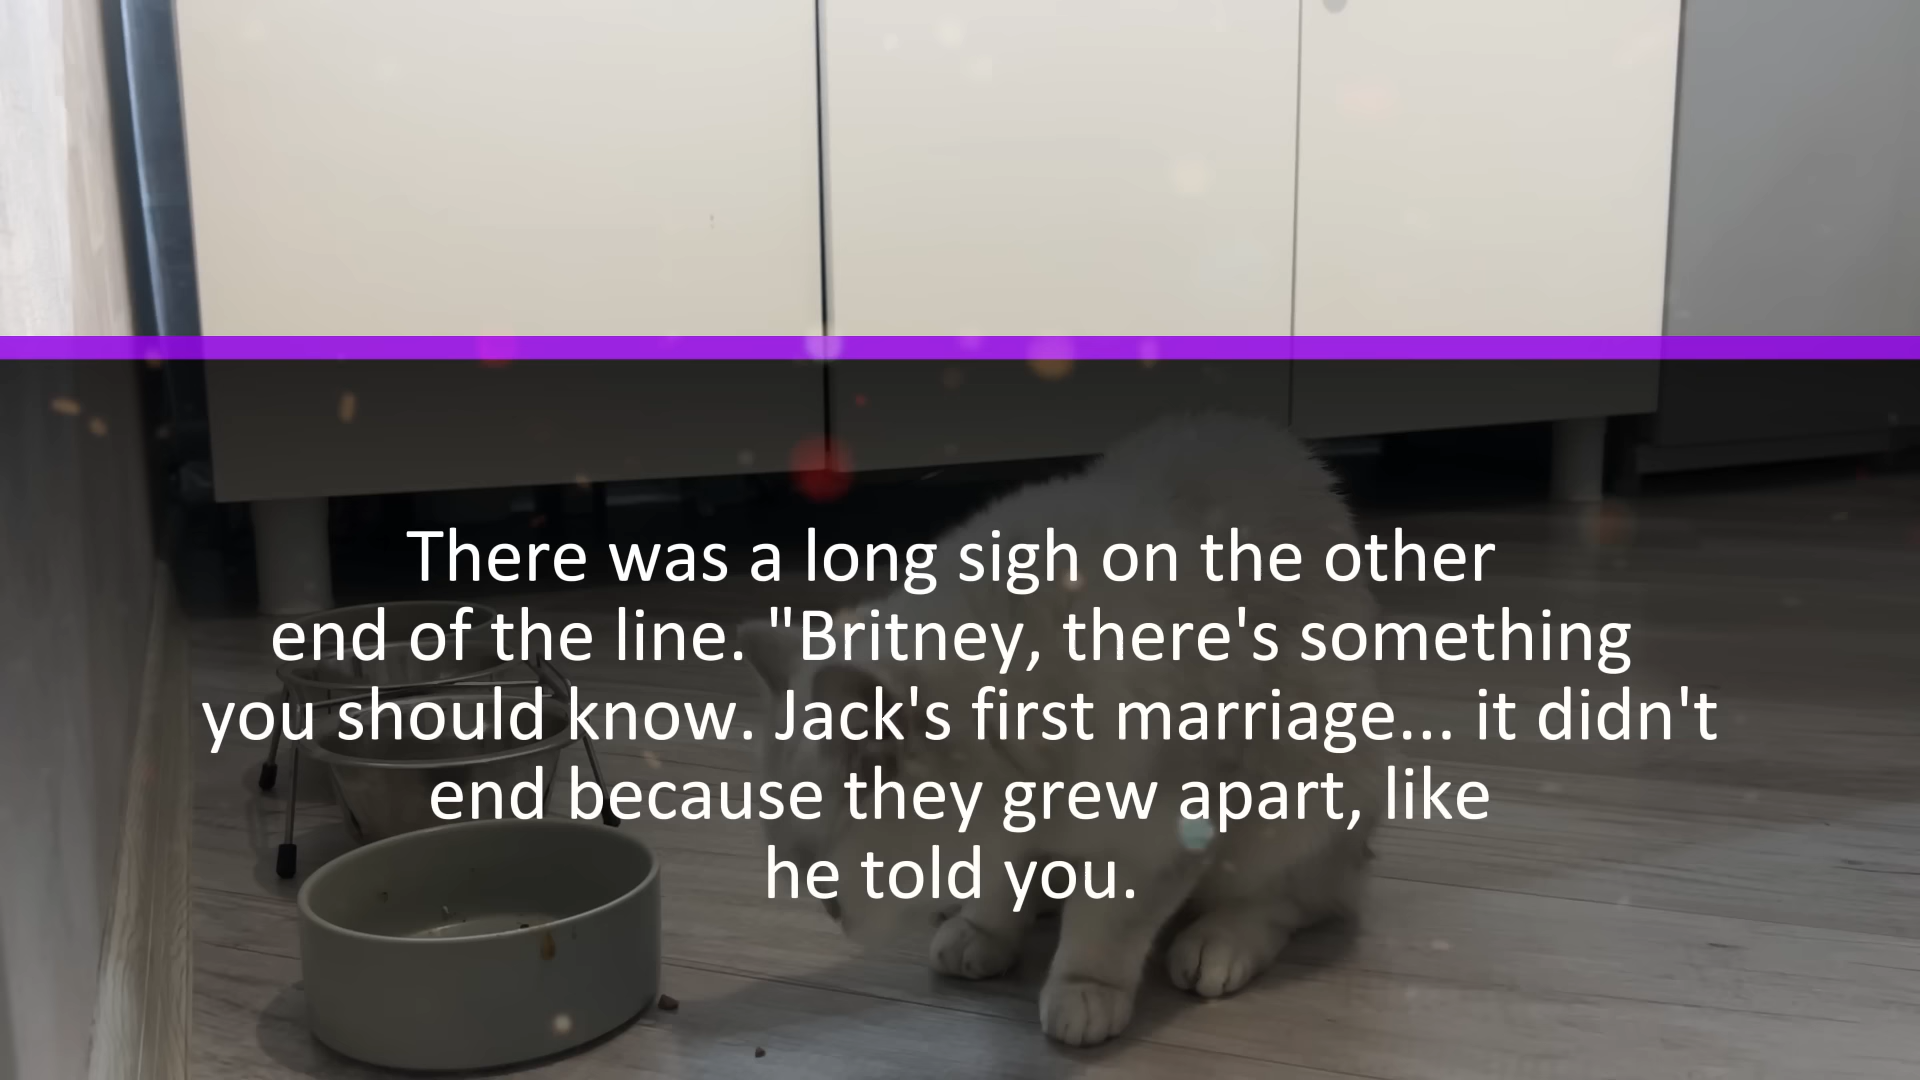 There was a long sigh on the other
end of the line. "Britney, there's something
you should know. Jack's first marriage... it didn't
end because they grew apart, like
he told you.